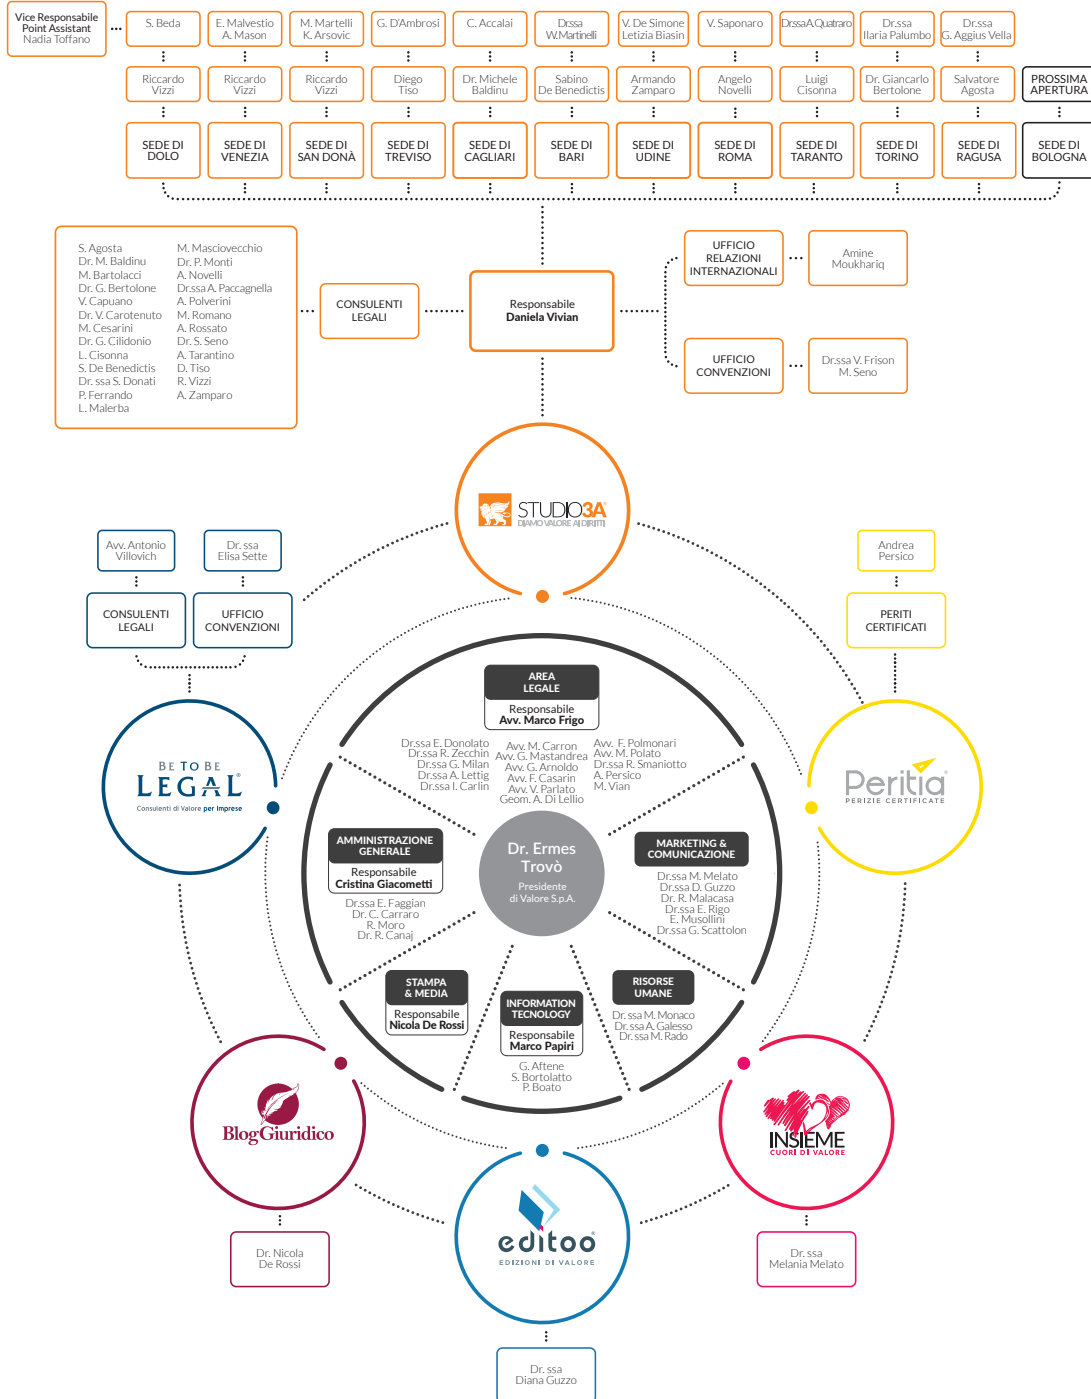 Vice Responsabile
Point Assistant
Nadia Toffano
S. Beda
E. Malvestio
A. Mason
M. Martelli
K. Arsovic
G. D'Ambrosi
C. Accalai
Dr.ssa
W. Martinelli
V. De Simone
Letizia Biasin
V. Saponaro
Dr.ssa A. Quatraro
Dr.ssa
Ilaria Palumbo
Dr.ssa
G. Aggius Vella
Riccardo
Vizzi
Riccardo
Vizzi
Riccardo
Vizzi
Diego
Tiso
Dr. Michele
Baldinu
Sabino
De Benedictis
Armando
Zamparo
Angelo
Novelli
Luigi
Cisonna
Dr. Giancarlo
Bertolone
Salvatore
Agosta
PROSSIMA
APERTURA
SEDE DI
DOLO
SEDE DI
VENEZIA
SEDE DI
SAN DONÀ
SEDE DI
TREVISO
SEDE DI
CAGLIARI
SEDE DI
BARI
SEDE DI
UDINE
SEDE DI
ROMA
SEDE DI
TARANTO
SEDE DI
TORINO
SEDE DI
RAGUSA
SEDE DI
BOLOGNA
S. Agosta
Dr. M. Baldinu
M. Bartolacci
Dr. G. Bertolone
V. Capuano
Dr. V. Carotenuto
M. Cesarini
Dr. G. Cilidonio
L. Cisonna
S. De Benedictis
Dr. ssa S. Donati
P. Ferrando
L. Malerba
M. Masciovecchio
Dr. P. Monti
A. Novelli
Dr.ssa A. Paccagnella
A. Polverini
M. Romano
A. Rossato
Dr. S. Seno
A. Tarantino
D. Tiso
R. Vizzi
A. Zamparo
CONSULENTI
LEGALI
Responsabile
Daniela Vivian
UFFICIO
RELAZIONI
INTERNAZIONALI
Amine
Moukhariq
UFFICIO
CONVENZIONI
Dr.ssa V. Frison
M. Seno
STUDIO3A®
DIAMO VALORE AI DIRITTI
Avv. Antonio
Villovich
Dr. ssa
Elisa Sette
CONSULENTI
LEGALI
UFFICIO
CONVENZIONI
Andrea
Persico
PERITI
CERTIFICATI
BE TO BE
LEGAL®
Consulenti di Valore per Imprese
Peritia®
PERIZIE CERTIFICATE
AREA
LEGALE
Responsabile
Avv. Marco Frigo
Dr.ssa E. Donolato
Dr.ssa R. Zecchin
Dr.ssa G. Milan
Dr.ssa A. Lettig
Dr.ssa I. Carlin
Avv. M. Carron
Avv. G. Mastandrea
Avv. G. Arnoldo
Avv. F. Casarin
Avv. V. Parlato
Geom. A. Di Lellio
Avv. F. Polmonari
Avv. M. Polato
Dr.ssa R. Smaniotto
A. Persico
M. Vian
AMMINISTRAZIONE
GENERALE
Responsabile
Cristina Giacometti
Dr.ssa E. Faggian
Dr. C. Carraro
R. Moro
Dr. R. Canaj
Dr. Ermes
Trovò
Presidente
di Valore S.p.A.
MARKETING &
COMUNICAZIONE
Dr.ssa M. Melato
Dr.ssa D. Guzzo
Dr. R. Malacasa
Dr.ssa E. Rigo
E. Musollini
Dr.ssa G. Scattolon
STAMPA
& MEDIA
Responsabile
Nicola De Rossi
INFORMATION
TECNOLOGY
Responsabile
Marco Papiri
G. Aftene
S. Bortolatto
P. Boato
RISORSE
UMANE
Dr. ssa M. Monaco
Dr. ssa A. Galesso
Dr. ssa M. Rado
BlogGiuridico
INSIEME
CUORI DI VALORE
editoo®
EDIZIONI DI VALORE
Dr. Nicola
De Rossi
Dr. ssa
Melania Melato
Dr. ssa
Diana Guzzo